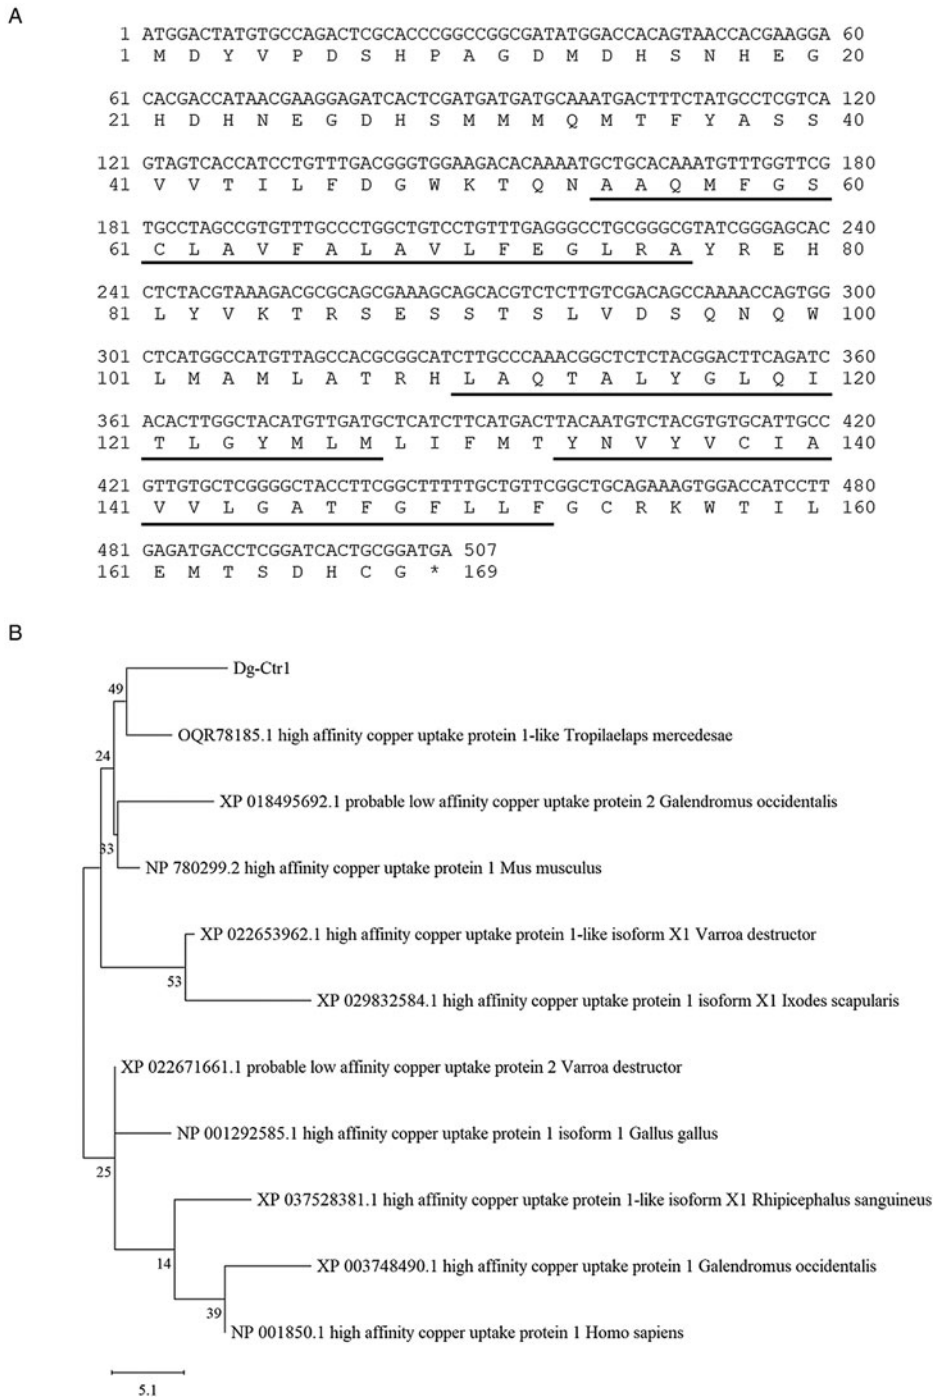 A
1 ATGGACTATGTGCCAGACTCGCACCCGGCCGGCGATATGGACCACAGTAACCACGAAGGA 60
1 M D Y V P D S H P A G D M D H S N H E G 20
61 CACGACCATAACGAAGGAGATCACTCGATGATGATGCAAATGACTTTCTATGCCTCGTCA 120
21 H D H N E G D H S M M M Q M T F Y A S S 40
121 GTAGTCACCATCCTGTTTGACGGGTGGAAGACACAAAATGCTGCACAAATGTTTGGTTCG 180
41 V V T I L F D G W K T Q N A A Q M F G S 60
181 TGCCTAGCCGTGTTTGCCCTGGCTGTCCTGTTTGAGGGCCTGCGGGCGTATCGGGAGCAC 240
61 C L A V F A L A V L F E G L R A Y R E H 80
241 CTCTACGTAAAGACGCGCAGCGAAAGCAGCACGTCTCTTGTCGACAGCCAAAACCAGTGG 300
81 L Y V K T R S E S S T S L V D S Q N Q W 100
301 CTCATGGCCATGTTAGCCACGCGGCATCTTGCCCAAACGGCTCTCTACGGACTTCAGATC 360
101 L M A M L A T R H L A Q T A L Y G L Q I 120
361 ACACTTGGCTACATGTTGATGCTCATCTTCATGACTTACAATGTCTACGTGTGCATTGCC 420
121 T L G Y M L M L I F M T Y N V Y V C I A 140
421 GTTGTGCTCGGGGCTACCTTCGGCTTTTTGCTGTTCGGCTGCAGAAAGTGGACCATCCTT 480
141 V V L G A T F G F L L F G C R K W T I L 160
481 GAGATGACCTCGGATCACTGCGGATGA 507
161 E M T S D H C G * 169
B
Dg-Ctr1
49
OQR78185.1 high affinity copper uptake protein 1-like Tropilaelaps mercedesae
24
XP 018495692.1 probable low affinity copper uptake protein 2 Galendromus occidentalis
33
NP 780299.2 high affinity copper uptake protein 1 Mus musculus
XP 022653962.1 high affinity copper uptake protein 1-like isoform X1 Varroa destructor
53
XP 029832584.1 high affinity copper uptake protein 1 isoform X1 Ixodes scapularis
XP 022671661.1 probable low affinity copper uptake protein 2 Varroa destructor
NP 001292585.1 high affinity copper uptake protein 1 isoform 1 Gallus gallus
25
XP 037528381.1 high affinity copper uptake protein 1-like isoform X1 Rhipicephalus sanguineus
14
XP 003748490.1 high affinity copper uptake protein 1 Galendromus occidentalis
39
NP 001850.1 high affinity copper uptake protein 1 Homo sapiens
5.1